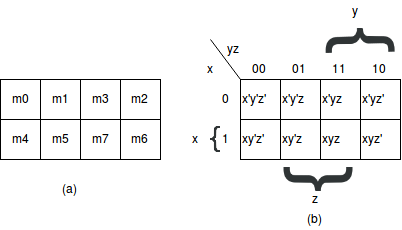 y
yz
x 00 01 11 10
m0 m1 m3 m2 0 x'y'z' x'y'z x'yz x'yz'
m4 m5 m7 m6 x { 1 xy'z' xy'z xyz xyz'
(a) z
(b)